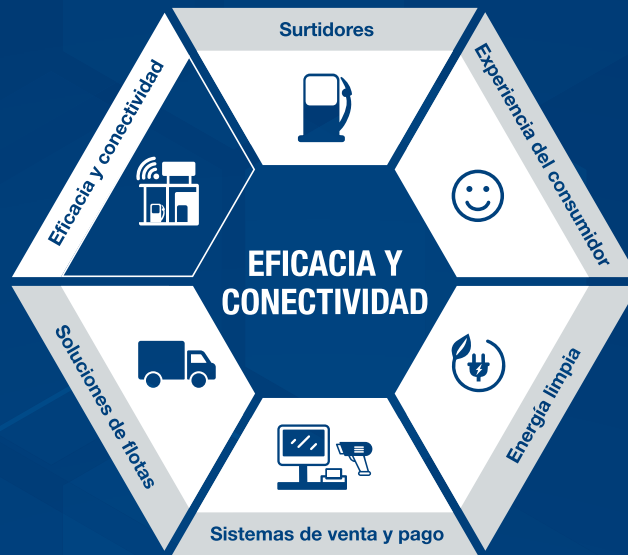 Surtidores
Experiencia del consumidor
Eficacia y conectividad
EFICACIA Y
CONECTIVIDAD
Soluciones de flotas
Energía limpia
Sistemas de venta y pago